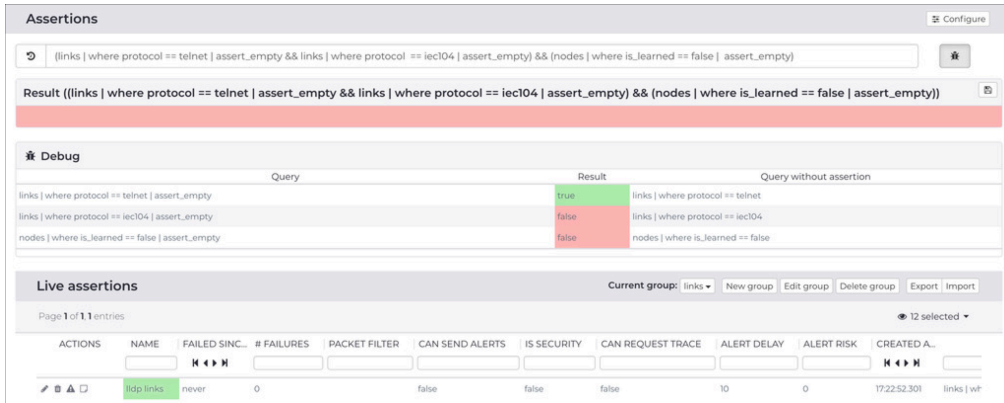 Assertions
Configure
(links | where protocol == telnet | assert_empty && links | where protocol == iec104 | assert_empty) && (nodes | where is_learned == false | assert_empty)
Result ((links | where protocol == telnet | assert_empty && links | where protocol == iec104 | assert_empty) && (nodes | where is_learned == false | assert_empty))
Debug
Query Result Query without assertion
links | where protocol == telnet | assert_empty true links | where protocol == telnet
links | where protocol == iec104 | assert_empty false links | where protocol == iec104
nodes | where is_learned == false | assert_empty false nodes | where is_learned == false
Live assertions Current group: links New group Edit group Delete group Export Import
Page 1 of 1, 1 entries 12 selected
ACTIONS NAME FAILED SINC... # FAILURES PACKET FILTER CAN SEND ALERTS IS SECURITY CAN REQUEST TRACE ALERT DELAY ALERT RISK CREATED A...
lldp links never 0 false false false 10 0 17:22:52.301 links | wh